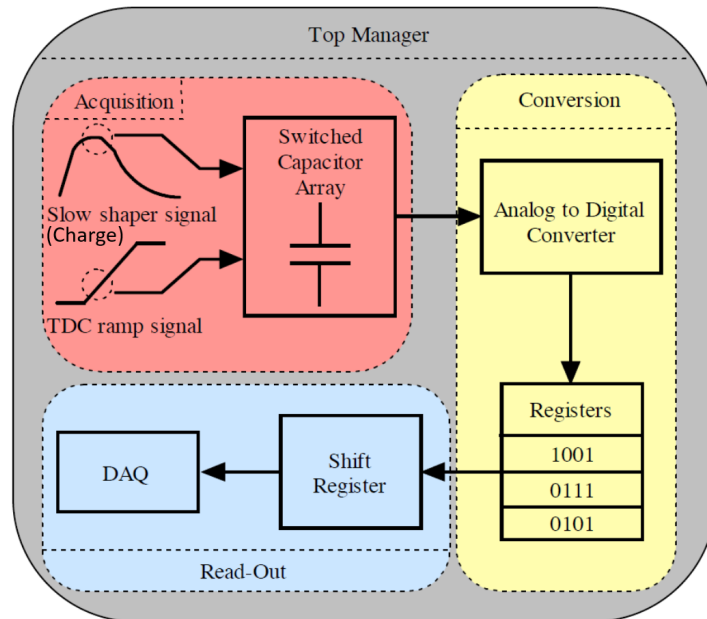 Top Manager
Acquisition
Slow shaper signal
(Charge)
TDC ramp signal
Switched
Capacitor
Array
Conversion
Analog to Digital
Converter
Registers
1001
0111
0101
Shift
Register
DAQ
Read-Out